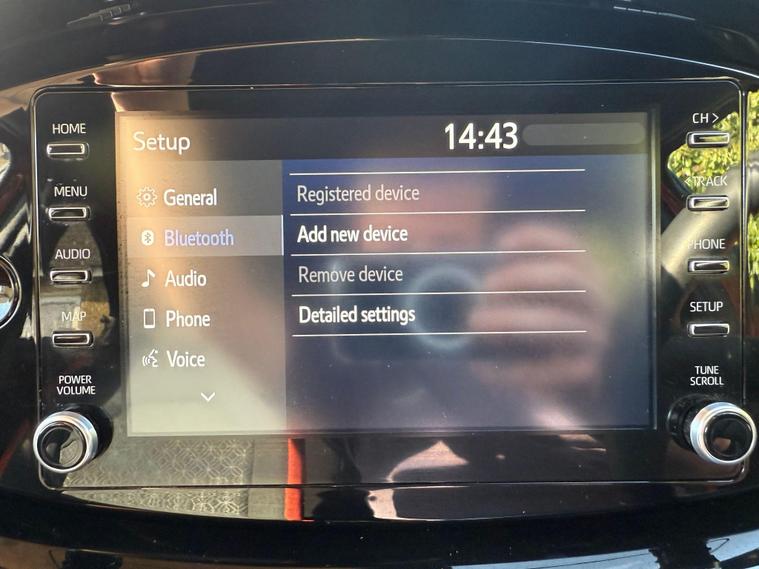 HOME
MENU
AUDIO
MAP
POWER
VOLUME
Setup
14:43
General
Bluetooth
Audio
Phone
Voice
Registered device
Add new device
Remove device
Detailed settings
CH >
<TRACK
PHONE
SETUP
TUNE
SCROLL